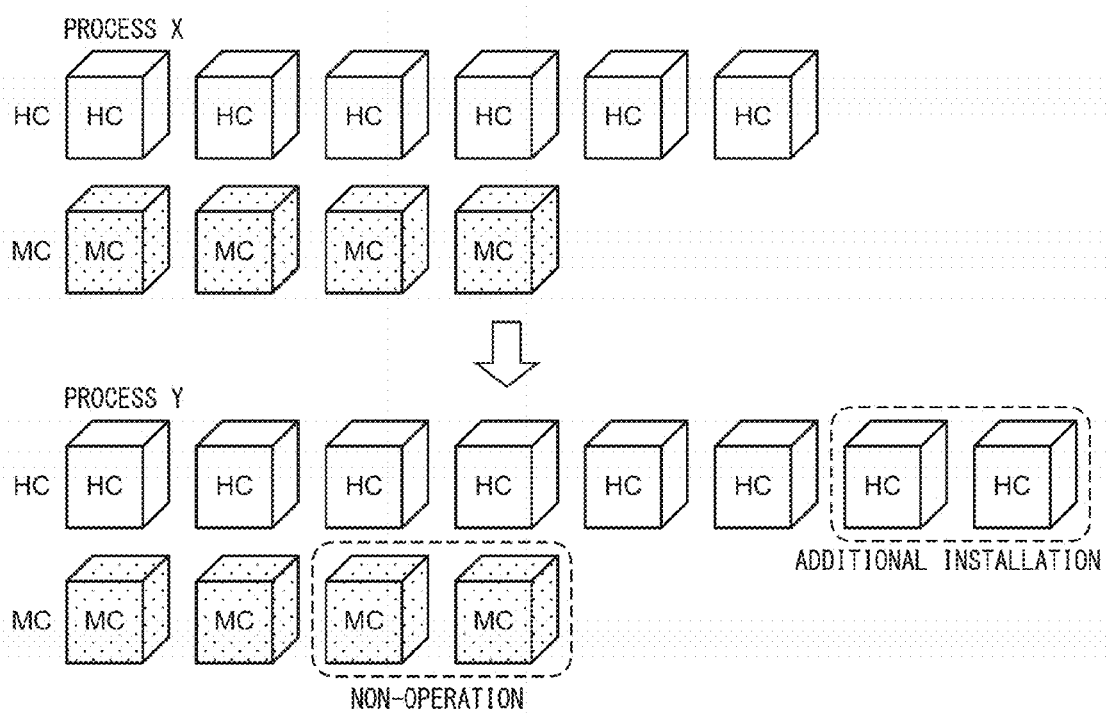 PROCESS X
HC HC HC HC HC HC HC
MC MC MC MC MC
PROCESS Y
HC HC HC HC HC HC HC HC HC
ADDITIONAL INSTALLATION
MC MC MC MC MC
NON-OPERATION